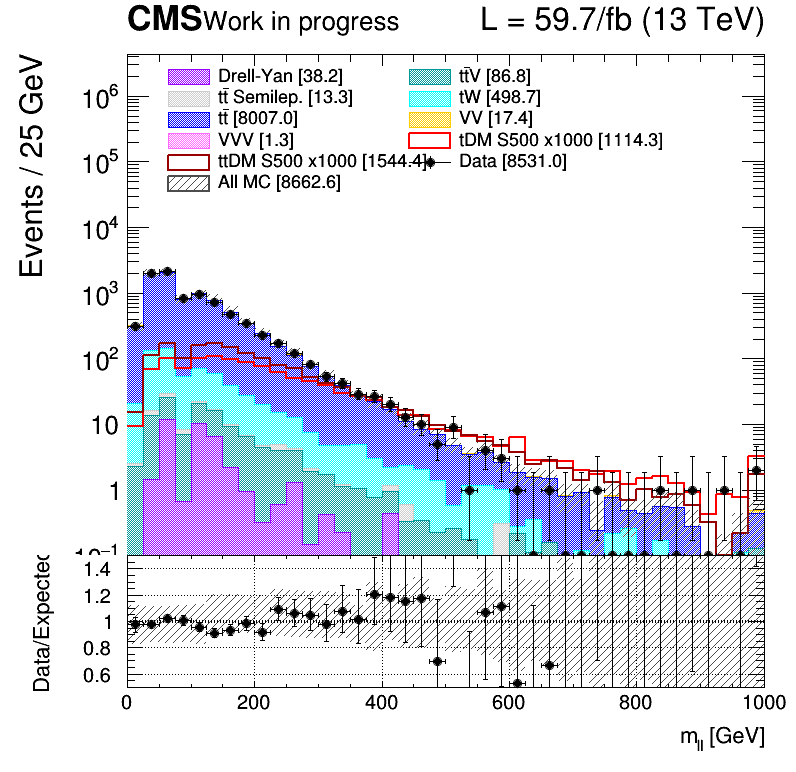 CMS Work in progress L = 59.7/fb (13 TeV)
Events / 25 GeV
Drell-Yan [38.2] tt̄V [86.8]
tt̄ Semilep. [13.3] tW [498.7]
tt̄ [8007.0] VV [17.4]
VVV [1.3] tDM S500 x1000 [1114.3]
ttDM S500 x1000 [1544.4] Data [8531.0]
All MC [8662.6]
10⁶
10⁵
10⁴
10³
10²
10
1
10⁻¹
Data/Expected
1.4
1.2
1
0.8
0.6
0 200 400 600 800 1000
m_ll [GeV]